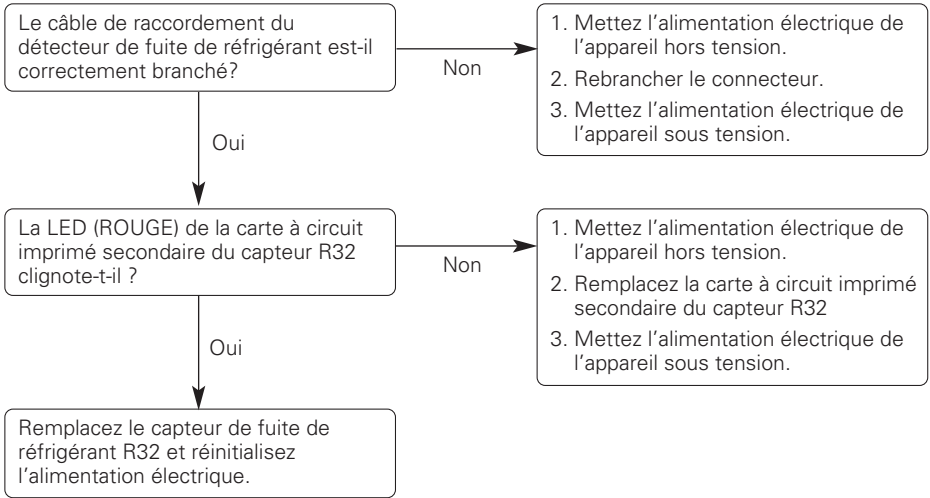 Le câble de raccordement du
détecteur de fuite de réfrigérant est-il
correctement branché?
Non
1. Mettez l'alimentation électrique de
l'appareil hors tension.
2. Rebrancher le connecteur.
3. Mettez l'alimentation électrique de
l'appareil sous tension.
Oui
La LED (ROUGE) de la carte à circuit
imprimé secondaire du capteur R32
clignote-t-il ?
Non
1. Mettez l'alimentation électrique de
l'appareil hors tension.
2. Remplacez la carte à circuit imprimé
secondaire du capteur R32
3. Mettez l'alimentation électrique de
l'appareil sous tension.
Oui
Remplacez le capteur de fuite de
réfrigérant R32 et réinitialisez
l'alimentation électrique.